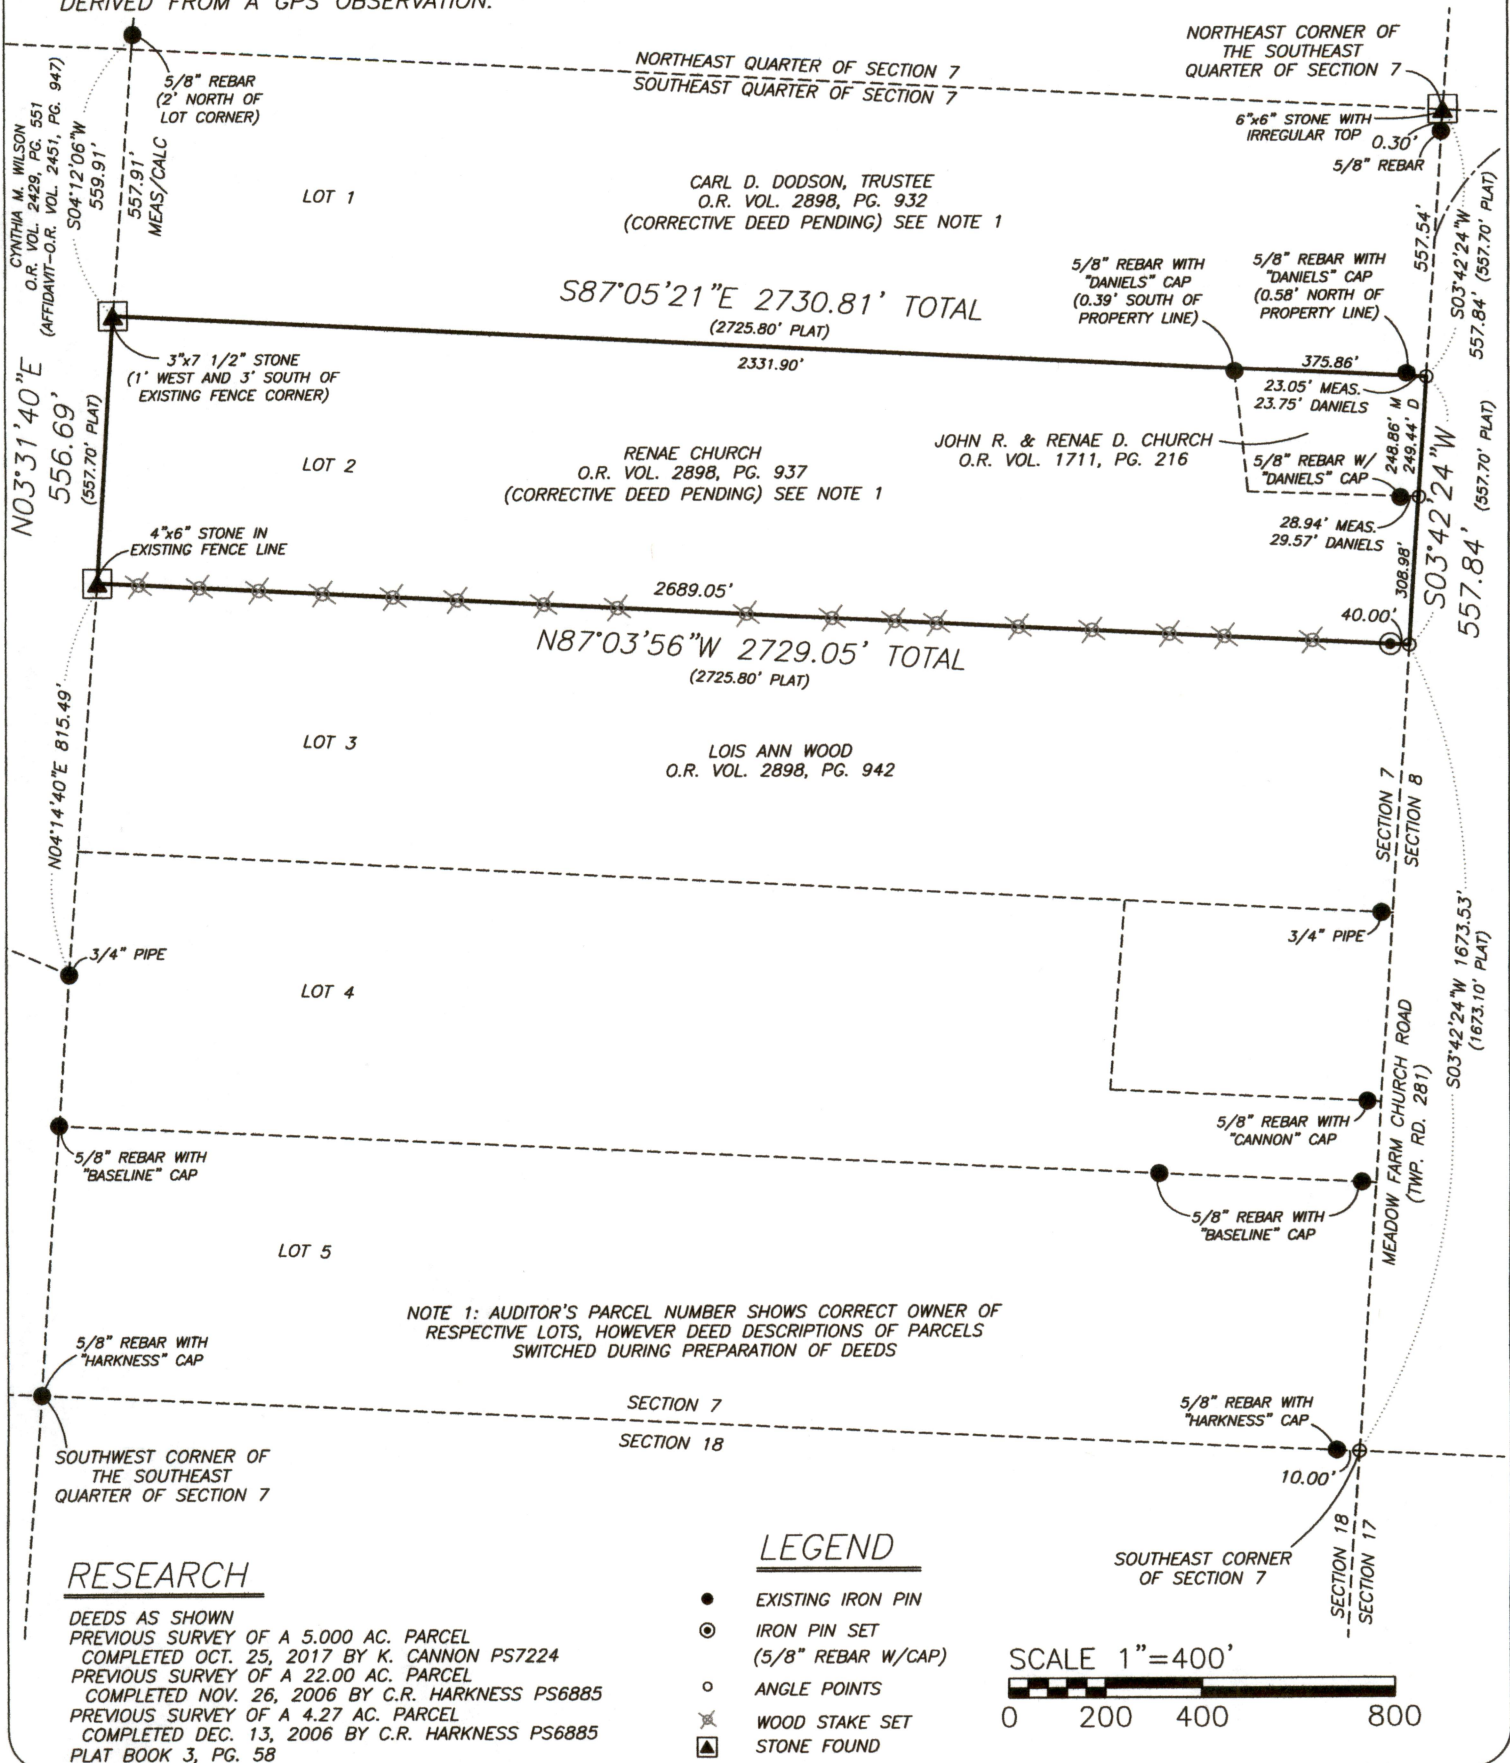 DERIVED FROM A GPS OBSERVATION.
NORTHEAST CORNER OF
THE SOUTHEAST
QUARTER OF SECTION 7
NORTHEAST QUARTER OF SECTION 7
SOUTHEAST QUARTER OF SECTION 7
5/8" REBAR
(2' NORTH OF
LOT CORNER)
6"x6" STONE WITH
IRREGULAR TOP
0.30'
5/8" REBAR
CYNTHIA M. WILSON
O.R. VOL. 2429, PG. 551
(AFFIDAVIT-O.R. VOL. 2451, PG. 947)
S04°12'06"W
559.91'
557.91'
MEAS/CALC
LOT 1
CARL D. DODSON, TRUSTEE
O.R. VOL. 2898, PG. 932
(CORRECTIVE DEED PENDING) SEE NOTE 1
557.54'
S03°42'24"W
557.84' (557.70' PLAT)
5/8" REBAR WITH
"DANIELS" CAP
(0.39' SOUTH OF
PROPERTY LINE)
5/8" REBAR WITH
"DANIELS" CAP
(0.58' NORTH OF
PROPERTY LINE)
S87°05'21"E 2730.81' TOTAL
(2725.80' PLAT)
2331.90'
375.86'
23.05' MEAS.
23.75' DANIELS
3"x7 1/2" STONE
(1' WEST AND 3' SOUTH OF
EXISTING FENCE CORNER)
N03°31'40"E
556.69'
(557.70' PLAT)
LOT 2
RENAE CHURCH
O.R. VOL. 2898, PG. 937
(CORRECTIVE DEED PENDING) SEE NOTE 1
JOHN R. & RENAE D. CHURCH
O.R. VOL. 1711, PG. 216
248.86' M
249.44' D
5/8" REBAR W/
"DANIELS" CAP
28.94' MEAS.
29.57' DANIELS
308.98'
S03°42'24"W
557.84' (557.70' PLAT)
4"x6" STONE IN
EXISTING FENCE LINE
2689.05'
40.00'
N87°03'56"W 2729.05' TOTAL
(2725.80' PLAT)
N04°14'40"E 815.49'
LOT 3
LOIS ANN WOOD
O.R. VOL. 2898, PG. 942
SECTION 7
SECTION 8
3/4" PIPE
3/4" PIPE
LOT 4
S03°42'24"W 1673.53'
(1673.10' PLAT)
MEADOW FARM CHURCH ROAD
(TWP. RD. 281)
5/8" REBAR WITH
"CANNON" CAP
5/8" REBAR WITH
"BASELINE" CAP
5/8" REBAR WITH
"BASELINE" CAP
LOT 5
NOTE 1: AUDITOR'S PARCEL NUMBER SHOWS CORRECT OWNER OF
RESPECTIVE LOTS, HOWEVER DEED DESCRIPTIONS OF PARCELS
SWITCHED DURING PREPARATION OF DEEDS
5/8" REBAR WITH
"HARKNESS" CAP
SECTION 7
SECTION 18
5/8" REBAR WITH
"HARKNESS" CAP
10.00'
SOUTHWEST CORNER OF
THE SOUTHEAST
QUARTER OF SECTION 7
SOUTHEAST CORNER
OF SECTION 7
SECTION 18
SECTION 17
RESEARCH
DEEDS AS SHOWN
PREVIOUS SURVEY OF A 5.000 AC. PARCEL
COMPLETED OCT. 25, 2017 BY K. CANNON PS7224
PREVIOUS SURVEY OF A 22.00 AC. PARCEL
COMPLETED NOV. 26, 2006 BY C.R. HARKNESS PS6885
PREVIOUS SURVEY OF A 4.27 AC. PARCEL
COMPLETED DEC. 13, 2006 BY C.R. HARKNESS PS6885
PLAT BOOK 3, PG. 58
LEGEND
EXISTING IRON PIN
IRON PIN SET
(5/8" REBAR W/CAP)
ANGLE POINTS
WOOD STAKE SET
STONE FOUND
SCALE 1"=400'
0 200 400 800